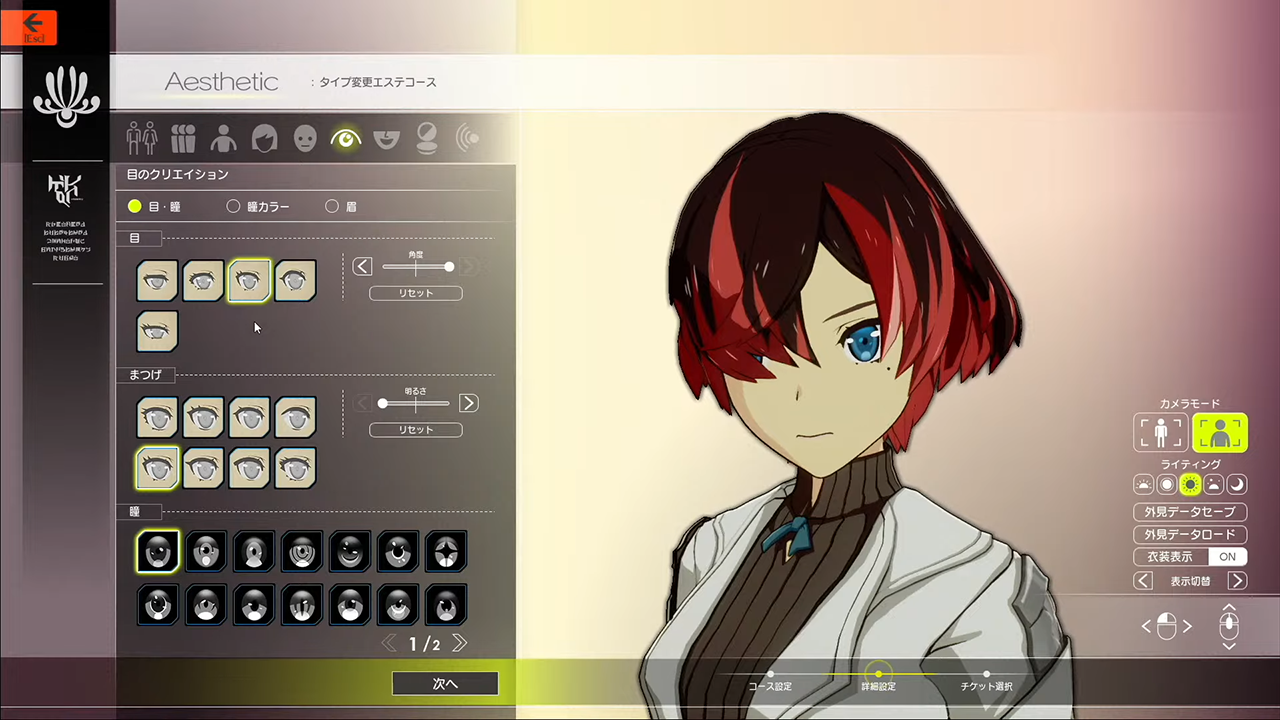 [Esc]
Aesthetic
: タイプ変更エステコース
目のクリエイション
目・瞳
瞳カラー
眉
目
角度
リセット
まつげ
明るさ
リセット
瞳
1/2
次へ
カメラモード
ライティング
外見データセーブ
外見データロード
衣装表示 ON
表示切替
コース設定
詳細設定
チケット選択